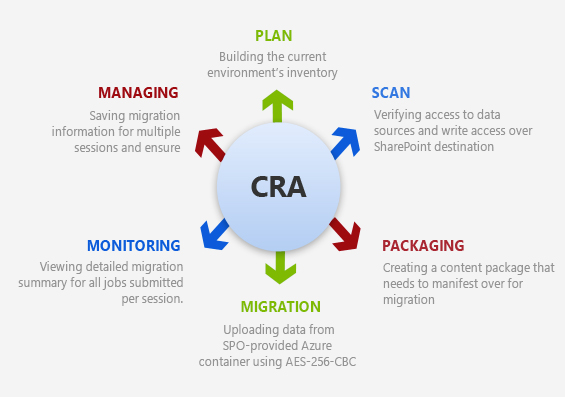 PLAN
Building the current
environment's inventory
SCAN
Verifying access to data
sources and write access over
SharePoint destination
PACKAGING
Creating a content package that
needs to manifest over for
migration
MIGRATION
Uploading data from
SPO-provided Azure
container using AES-256-CBC
MONITORING
Viewing detailed migration
summary for all jobs submitted
per session.
MANAGING
Saving migration
information for multiple
sessions and ensure
CRA